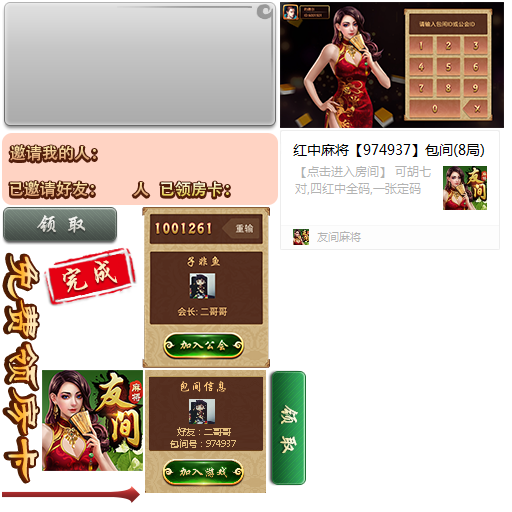 请输入包间ID或公会ID
1 2 3
4 5 6
7 8 9
0 X
邀请我的人:
已邀请好友: 人 已领房卡:
红中麻将【974937】包间(8局)
【点击进入房间】 可胡七
对,四红中全码,一张定码
友间
友间麻将
领 取
1001261 重输
子非鱼
会长: 二哥哥
加入公会
完成
免费领房卡
友间
麻将
包间信息
好友: 二哥哥
包间号: 974937
加入游戏
领取